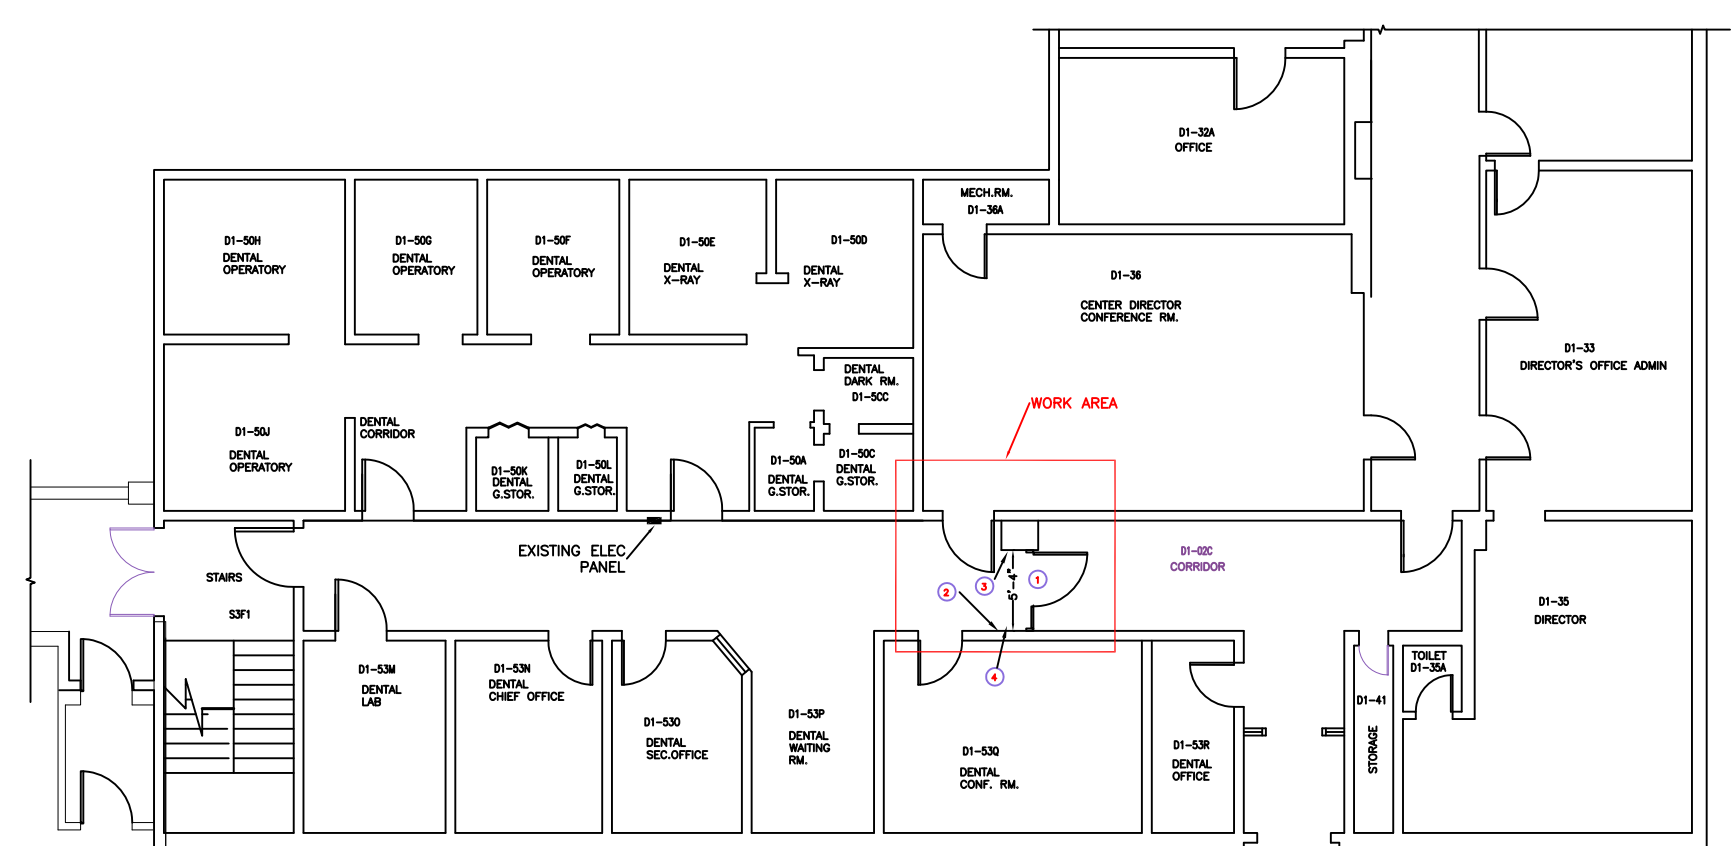 D1-32A
OFFICE
MECH.RM.
D1-36A
D1-50H
DENTAL
OPERATORY
D1-50G
DENTAL
OPERATORY
D1-50F
DENTAL
OPERATORY
D1-50E
DENTAL
X-RAY
D1-50D
DENTAL
X-RAY
D1-36
CENTER DIRECTOR
CONFERENCE RM.
D1-33
DIRECTOR'S OFFICE ADMIN
DENTAL
DARK RM.
D1-5CC
WORK AREA
D1-50J
DENTAL
OPERATORY
DENTAL
CORRIDOR
D1-50K
DENTAL
G.STOR.
D1-50L
DENTAL
G.STOR.
D1-50A
DENTAL
G.STOR.
D1-50C
DENTAL
G.STOR.
EXISTING ELEC
PANEL
STAIRS
S3F1
2
3
5'-4"
1
4
D1-02C
CORRIDOR
D1-35
DIRECTOR
D1-53M
DENTAL
LAB
D1-53N
DENTAL
CHIEF OFFICE
D1-53O
DENTAL
SEC.OFFICE
D1-53P
DENTAL
WAITING
RM.
D1-53Q
DENTAL
CONF. RM.
D1-53R
DENTAL
OFFICE
D1-41
STORAGE
TOILET
D1-35A